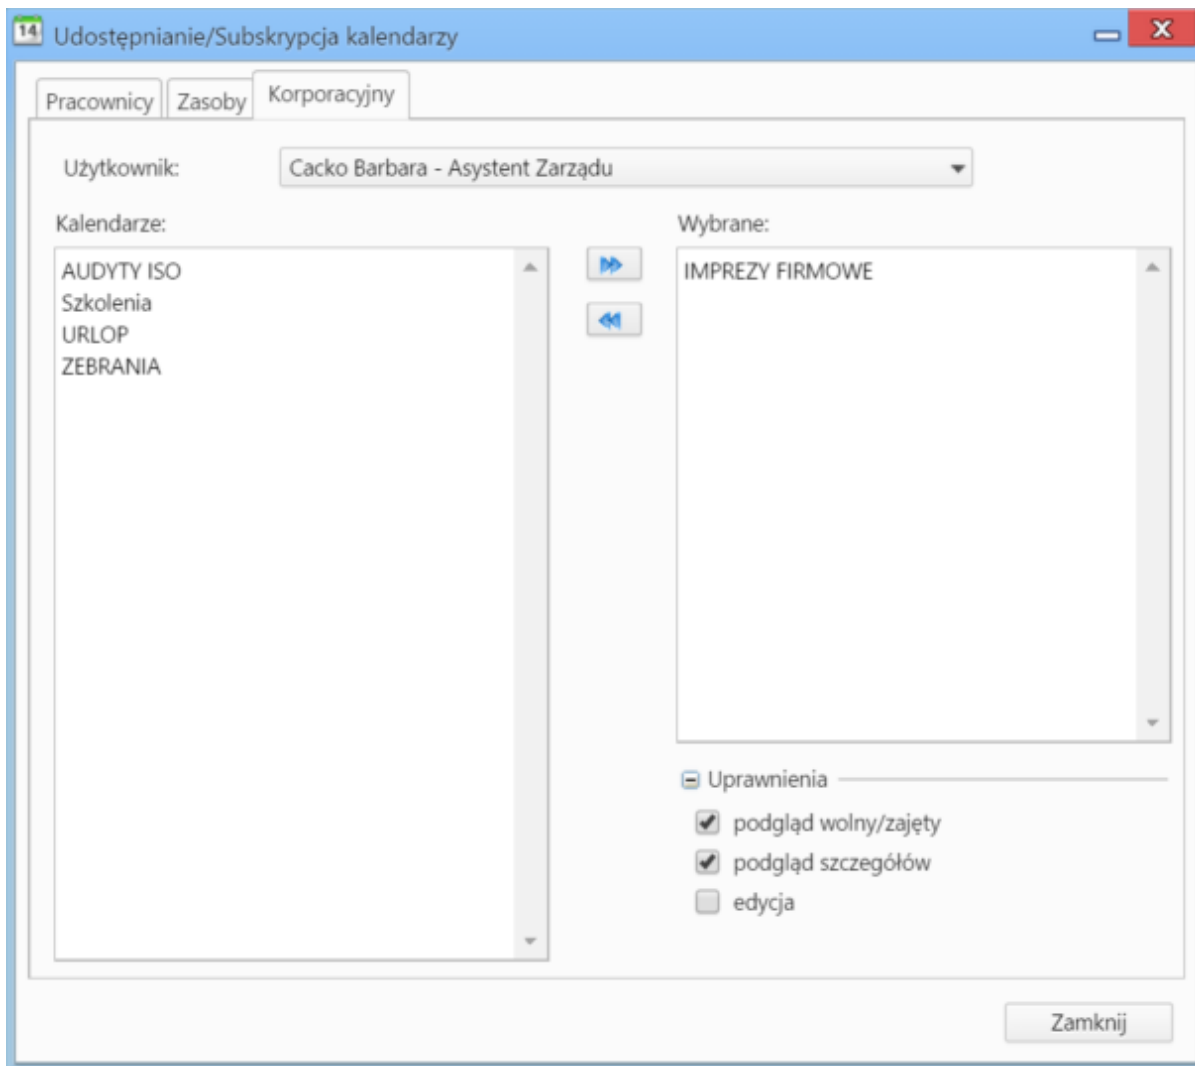 14 Udostępnianie/Subskrypcja kalendarzy
Pracownicy Zasoby Korporacyjny
Użytkownik: Cacko Barbara - Asystent Zarządu
Kalendarze:
AUDYTY ISO
Szkolenia
URLOP
ZEBRANIA
Wybrane:
IMPREZY FIRMOWE
Uprawnienia
podgląd wolny/zajęty
podgląd szczegółów
edycja
Zamknij